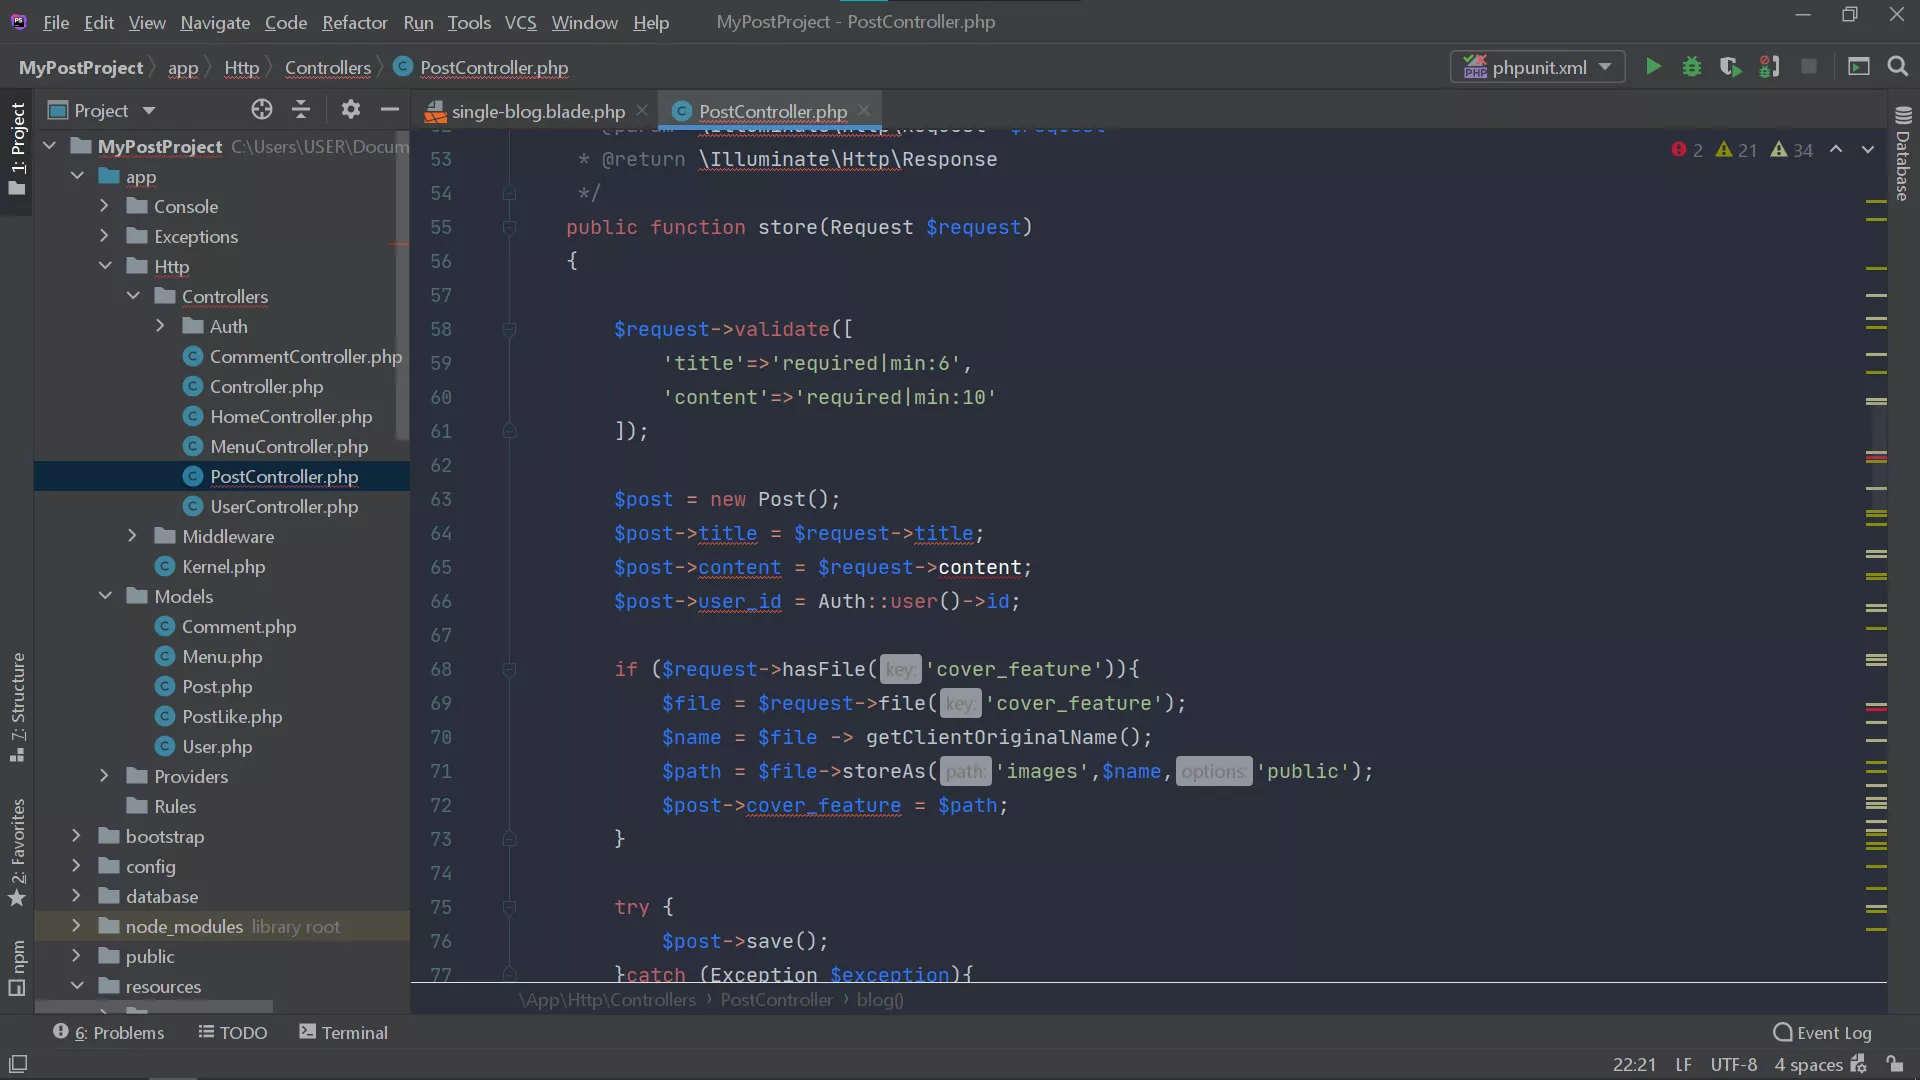 File Edit View Navigate Code Refactor Run Tools VCS Window Help MyPostProject - PostController.php
MyPostProject app Http Controllers PostController.php phpunit.xml
Project
single-blog.blade.php PostController.php
1: Project
7: Structure
2: Favorites
npm
Database
MyPostProject C:\Users\USER\Docum
app
Console
Exceptions
Http
Controllers
Auth
CommentController.php
Controller.php
HomeController.php
MenuController.php
PostController.php
UserController.php
Middleware
Kernel.php
Models
Comment.php
Menu.php
Post.php
PostLike.php
User.php
Providers
Rules
bootstrap
config
database
node_modules library root
public
resources
2 21 34
52 @param \Illuminate\Http\Request $request
53 * @return \Illuminate\Http\Response
54 */
55 public function store(Request $request)
56 {
57
58 $request->validate([
59 'title'=>'required|min:6',
60 'content'=>'required|min:10'
61 ]);
62
63 $post = new Post();
64 $post->title = $request->title;
65 $post->content = $request->content;
66 $post->user_id = Auth::user()->id;
67
68 if ($request->hasFile( key: 'cover_feature')){
69 $file = $request->file( key: 'cover_feature');
70 $name = $file -> getClientOriginalName();
71 $path = $file->storeAs( path: 'images',$name, options: 'public');
72 $post->cover_feature = $path;
73 }
74
75 try {
76 $post->save();
77 }catch (Exception $exception){
\App\Http\Controllers PostController blog()
6: Problems TODO Terminal Event Log
22:21 LF UTF-8 4 spaces